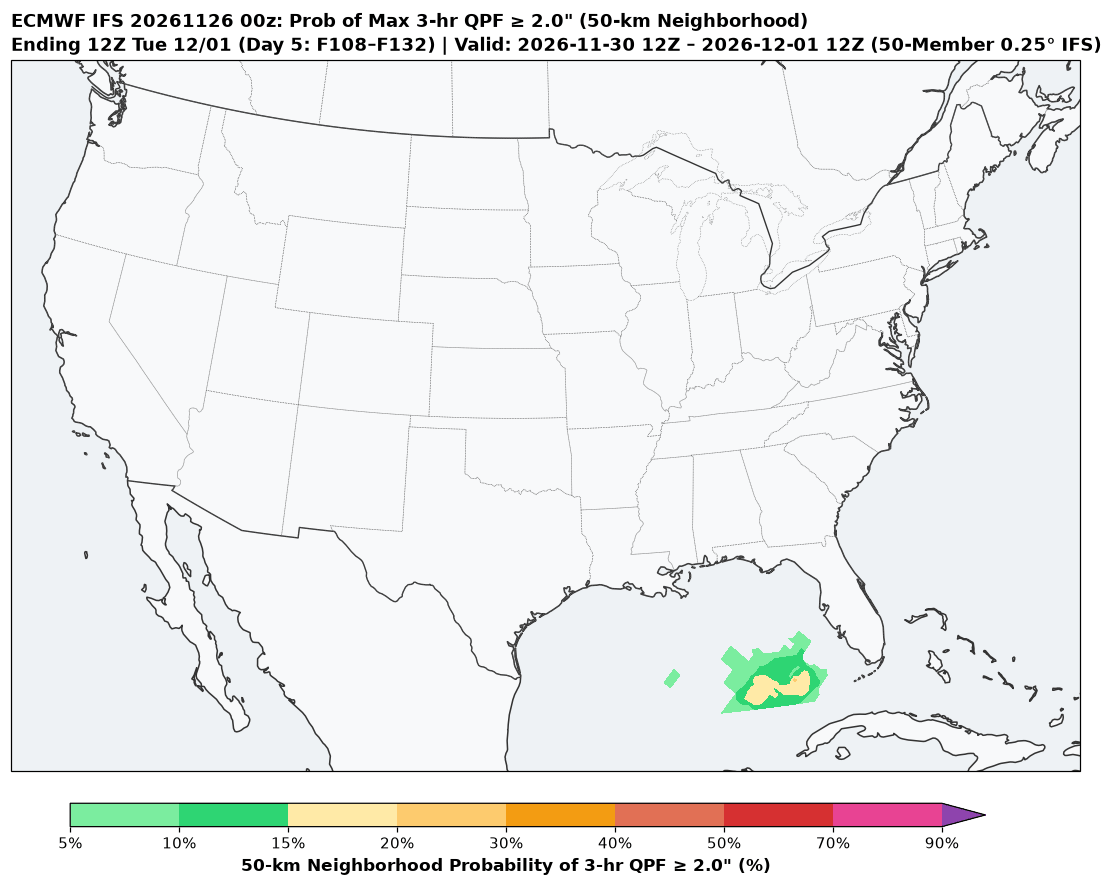 ECMWF IFS 20261126 00z: Prob of Max 3-hr QPF ≥ 2.0" (50-km Neighborhood)
Ending 12Z Tue 12/01 (Day 5: F108–F132) | Valid: 2026-11-30 12Z – 2026-12-01 12Z (50-Member 0.25° IFS)
5% 10% 15% 20% 30% 40% 50% 70% 90%
50-km Neighborhood Probability of 3-hr QPF ≥ 2.0" (%)